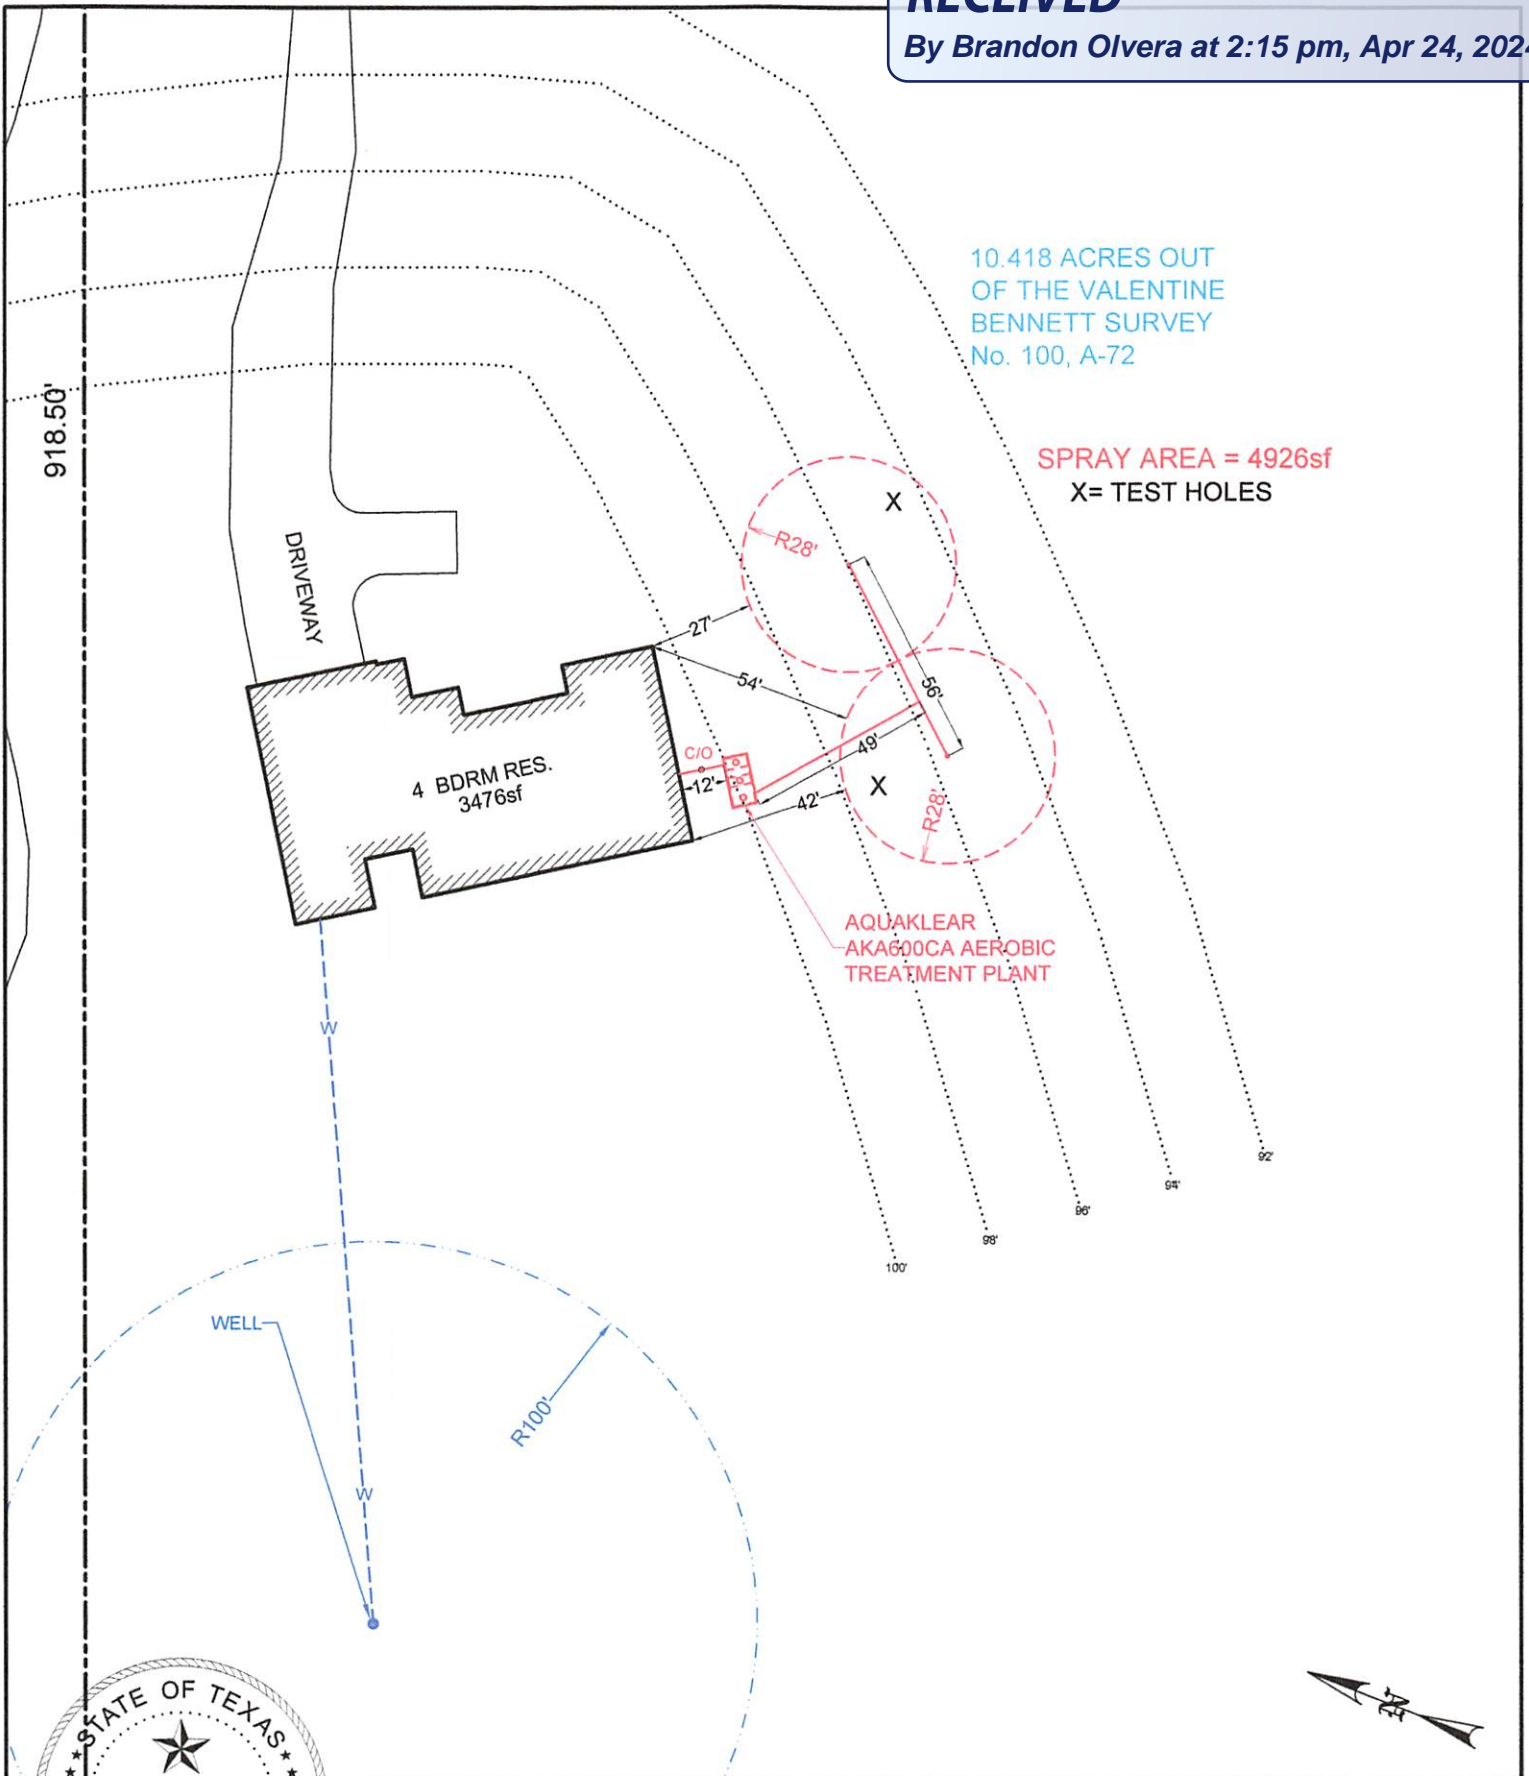 RECEIVED
By Brandon Olvera at 2:15 pm, Apr 24, 2024
10.418 ACRES OUT
OF THE VALENTINE
BENNETT SURVEY
No. 100, A-72
918.50'
SPRAY AREA = 4926sf
X= TEST HOLES
X
R28'
DRIVEWAY
27'
54'
56'
C/O
49'
4 BDRM RES.
3476sf
12'
X
42'
R28'
AQUAKLEAR
AKA600CA AEROBIC
TREATMENT PLANT
W
92'
94'
96'
98'
100'
WELL
R100'
W
STATE OF TEXAS
N